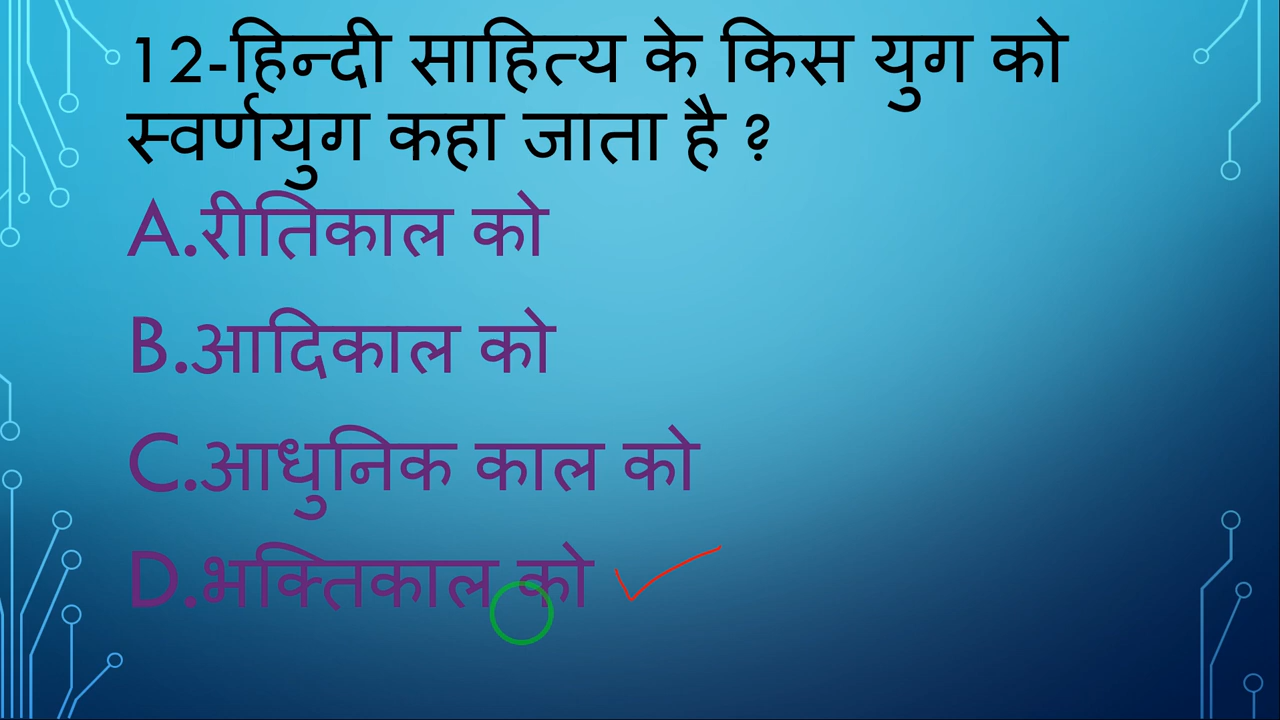 12-हिन्दी साहित्य के किस युग को
स्वर्णयुग कहा जाता है ?
A.रीतिकाल को
B.आदिकाल को
C.आधुनिक काल को
D.भक्तिकाल को